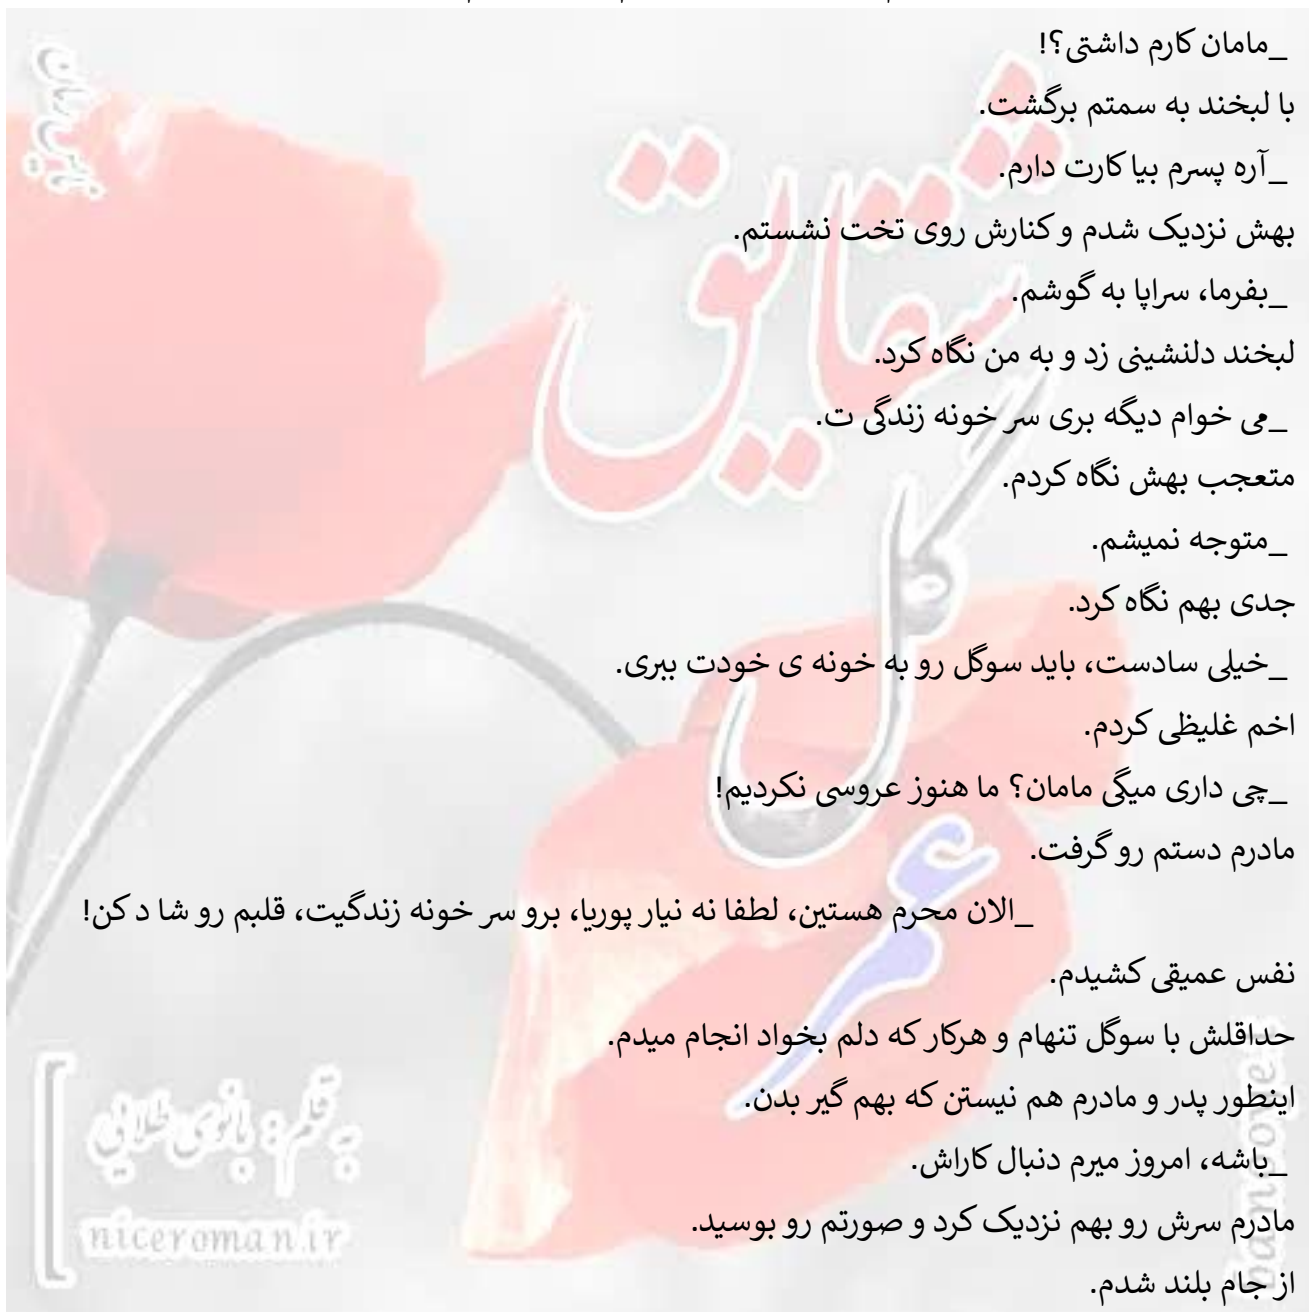 _مامان کارم داشتی؟!
با لبخند به سمتم برگشت.
_آره پسرم بیا کارت دارم.
بهش نزدیک شدم و کنارش روی تخت نشستم.
_بفرما، سراپا به گوشم.
لبخند دلنشینی زد و به من نگاه کرد.
_می خوام دیگه بری سر خونه زندگی ت.
متعجب بهش نگاه کردم.
_متوجه نمیشم.
جدی بهم نگاه کرد.
_خیلی سادست، باید سوگل رو به خونه ی خودت ببری.
اخم غلیظی کردم.
_چی داری میگی مامان؟ ما هنوز عروسی نکردیم!
مادرم دستم رو گرفت.
_الان محرم هستین، لطفا نه نیار پوریا، برو سر خونه زندگیت، قلبم رو شا د کن!
نفس عمیقی کشیدم.
حداقلش با سوگل تنهام و هرکار که دلم بخواد انجام میدم.
اینطور پدر و مادرم هم نیستن که بهم گیر بدن.
_باشه، امروز میرم دنبال کاراش.
مادرم سرش رو بهم نزدیک کرد و صورتم رو بوسید.
از جام بلند شدم.
شقایق
گل
عمر
به قلم: بانوی طلایی
niceroman.ir